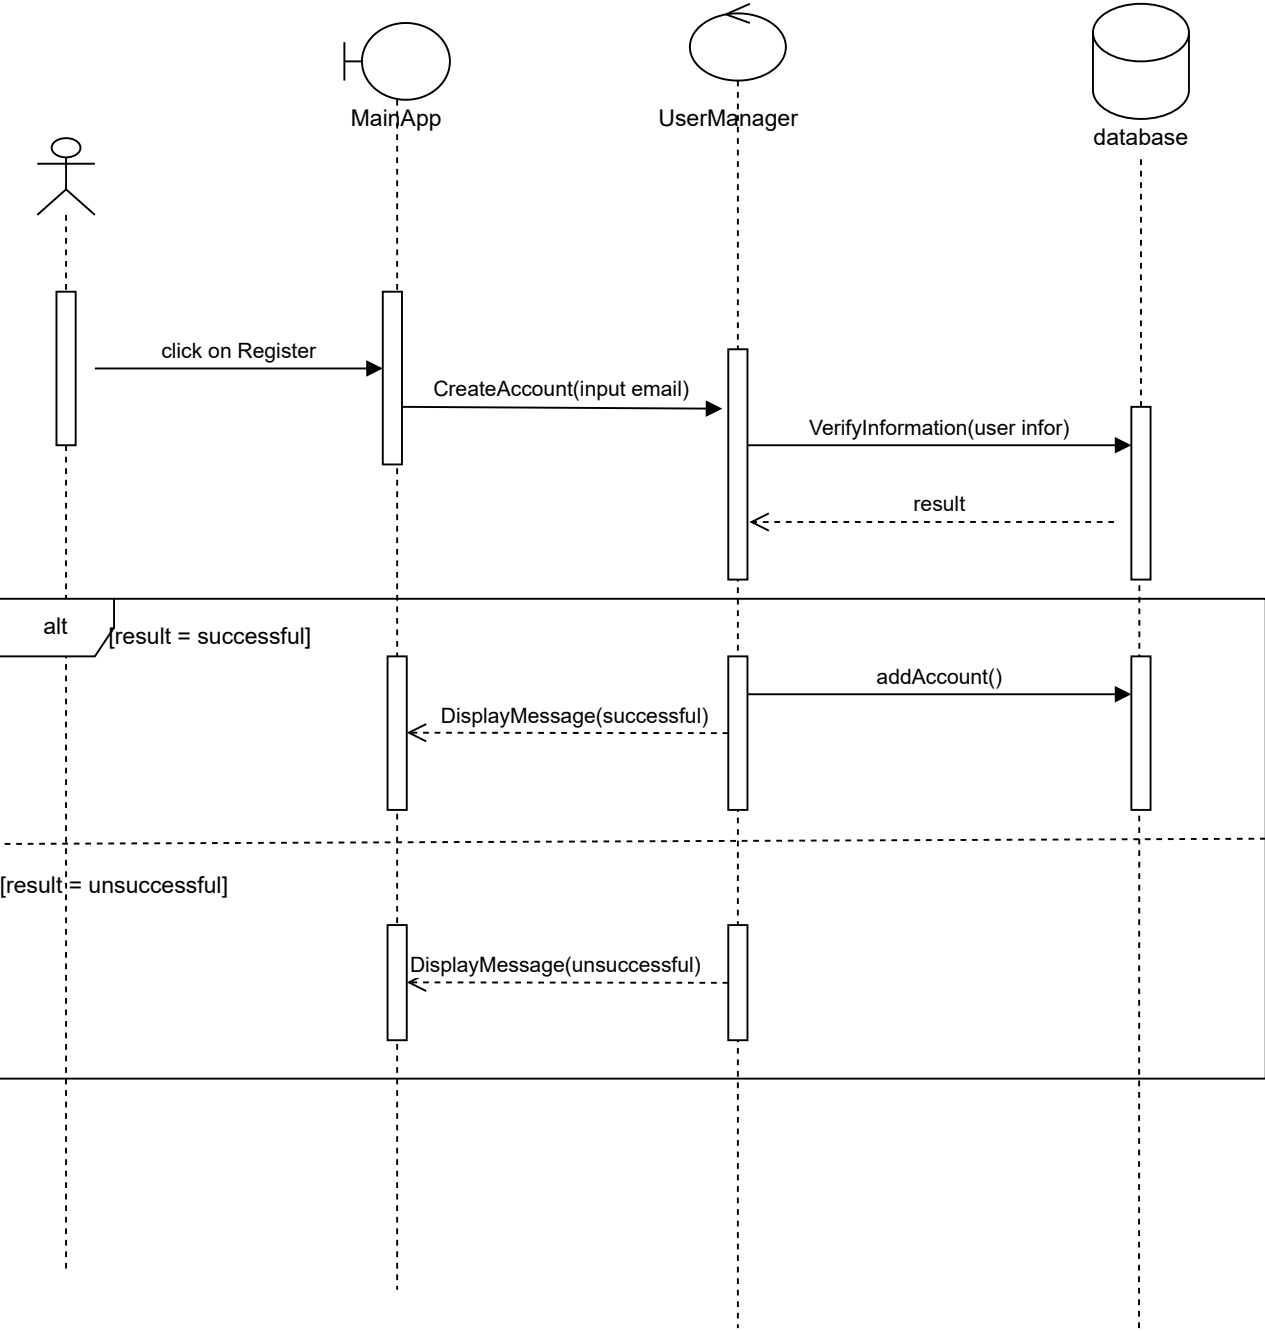 MainApp
UserManager
database
click on Register
CreateAccount(input email)
VerifyInformation(user infor)
result
alt
[result = successful]
addAccount()
DisplayMessage(successful)
[result = unsuccessful]
DisplayMessage(unsuccessful)